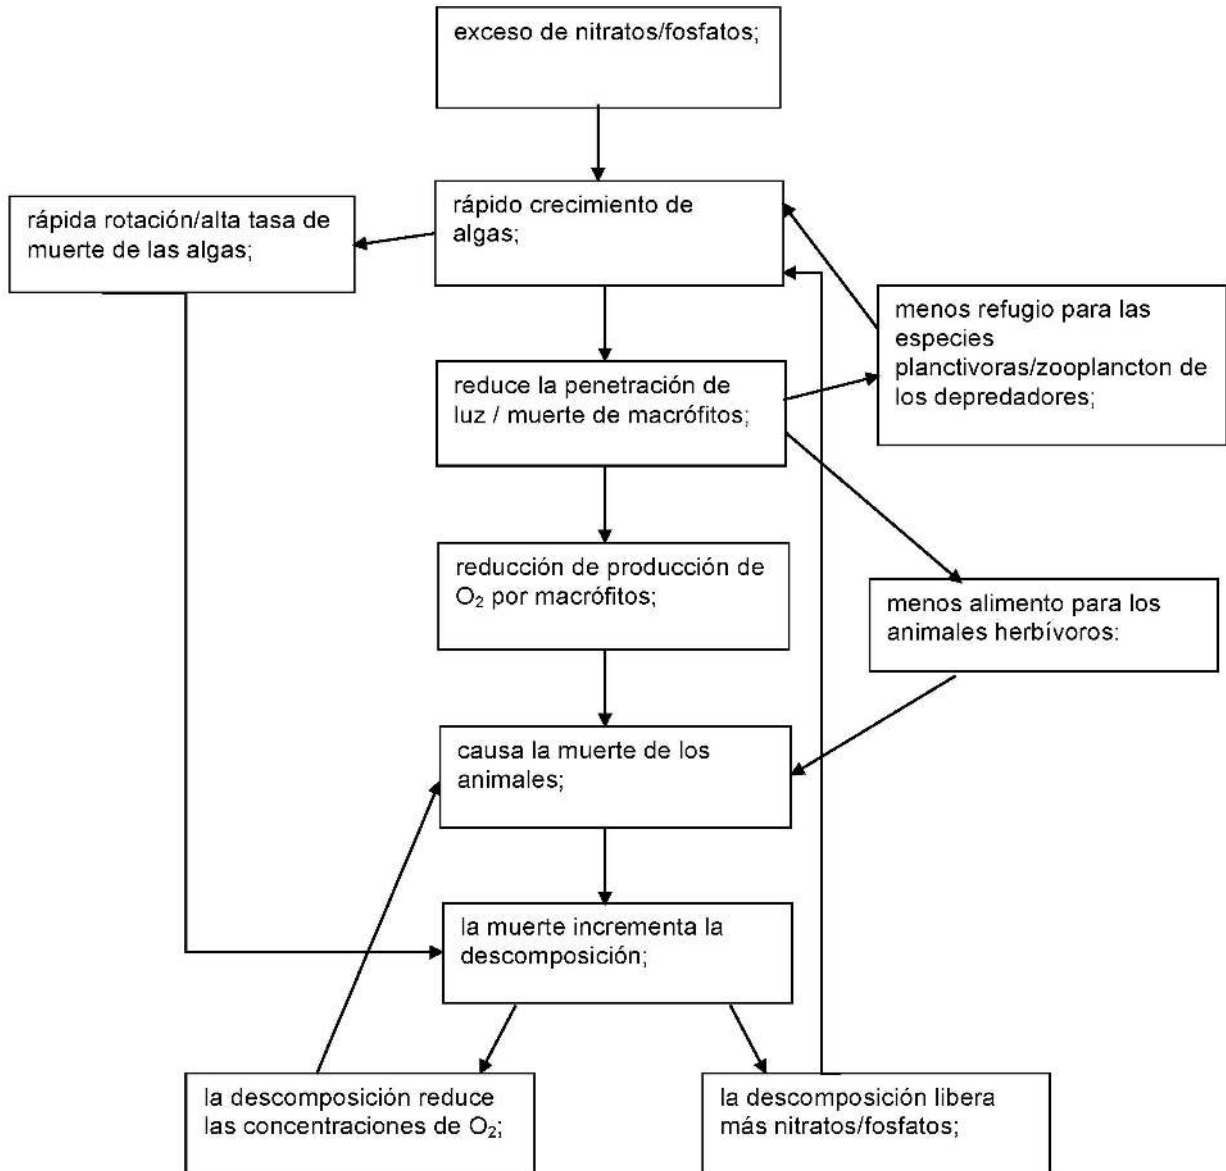 exceso de nitratos/fosfatos;
rápido crecimiento de
algas;
rápida rotación/alta tasa de
muerte de las algas;
menos refugio para las
especies
planctivoras/zooplancton de
los depredadores;
reduce la penetración de
luz / muerte de macrófitos;
reducción de producción de
O₂ por macrófitos;
menos alimento para los
animales herbívoros:
causa la muerte de los
animales;
la muerte incrementa la
descomposición;
la descomposición reduce
las concentraciones de O₂;
la descomposición libera
más nitratos/fosfatos;